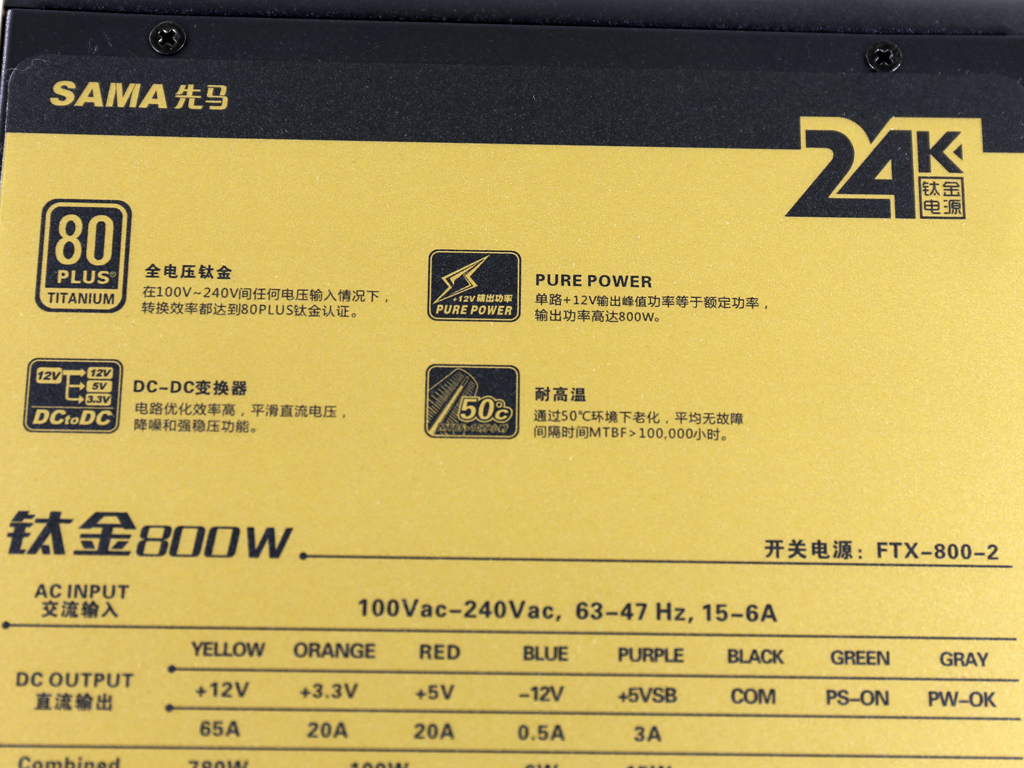 SAMA 先马
24K
钛金
电源
80
PLUS®
TITANIUM
全电压钛金
在100V~240V间任何电压输入情况下，
转换效率都达到80PLUS钛金认证。
+12V 输出功率
PURE POWER
PURE POWER
单路+12V输出峰值功率等于额定功率，
输出功率高达800W。
12V
12V
5V
3.3V
DCtoDC
DC-DC变换器
电路优化效率高，平滑直流电压，
降噪和强稳压功能。
50℃
耐高温
通过50℃环境下老化，平均无故障
间隔时间MTBF>100,000小时。
钛金800W
开关电源: FTX-800-2
AC INPUT
交流输入
100Vac-240Vac, 63-47 Hz, 15-6A
YELLOW ORANGE RED BLUE PURPLE BLACK GREEN GRAY
DC OUTPUT
直流输出
+12V +3.3V +5V -12V +5VSB COM PS-ON PW-OK
65A 20A 20A 0.5A 3A
Combined 780W 100W 6W 15W